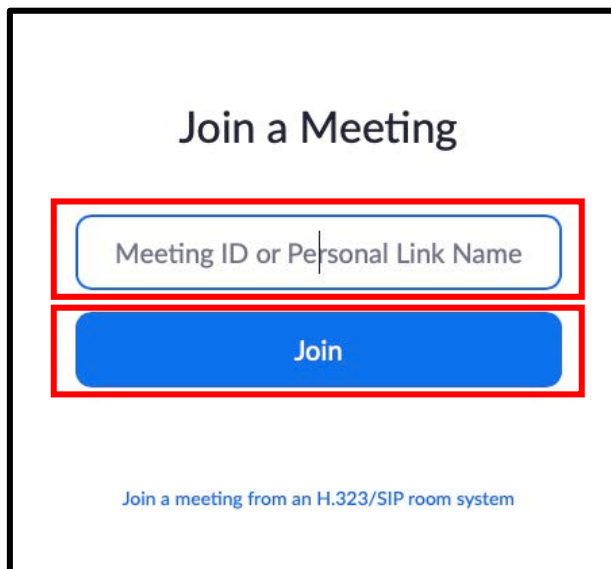 Join a Meeting
Meeting ID or Personal Link Name
Join
Join a meeting from an H.323/SIP room system